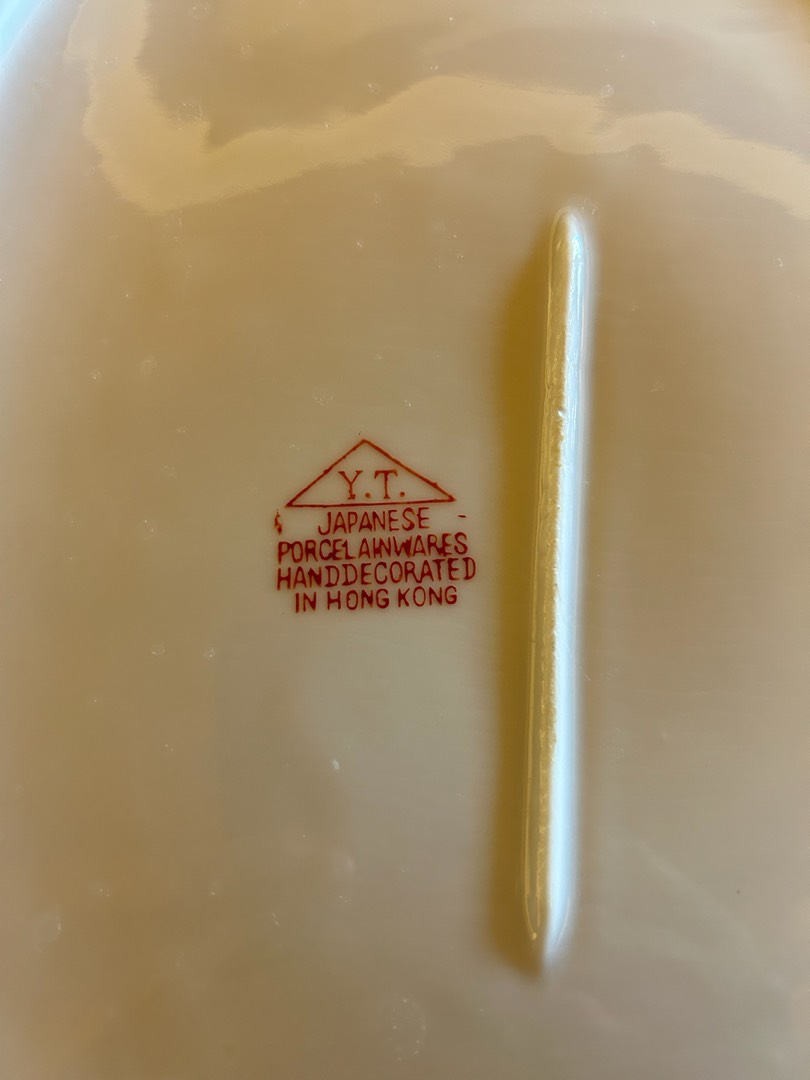 Y.T.
JAPANESE
PORCELAINWARES
HANDDECORATED
IN HONG KONG